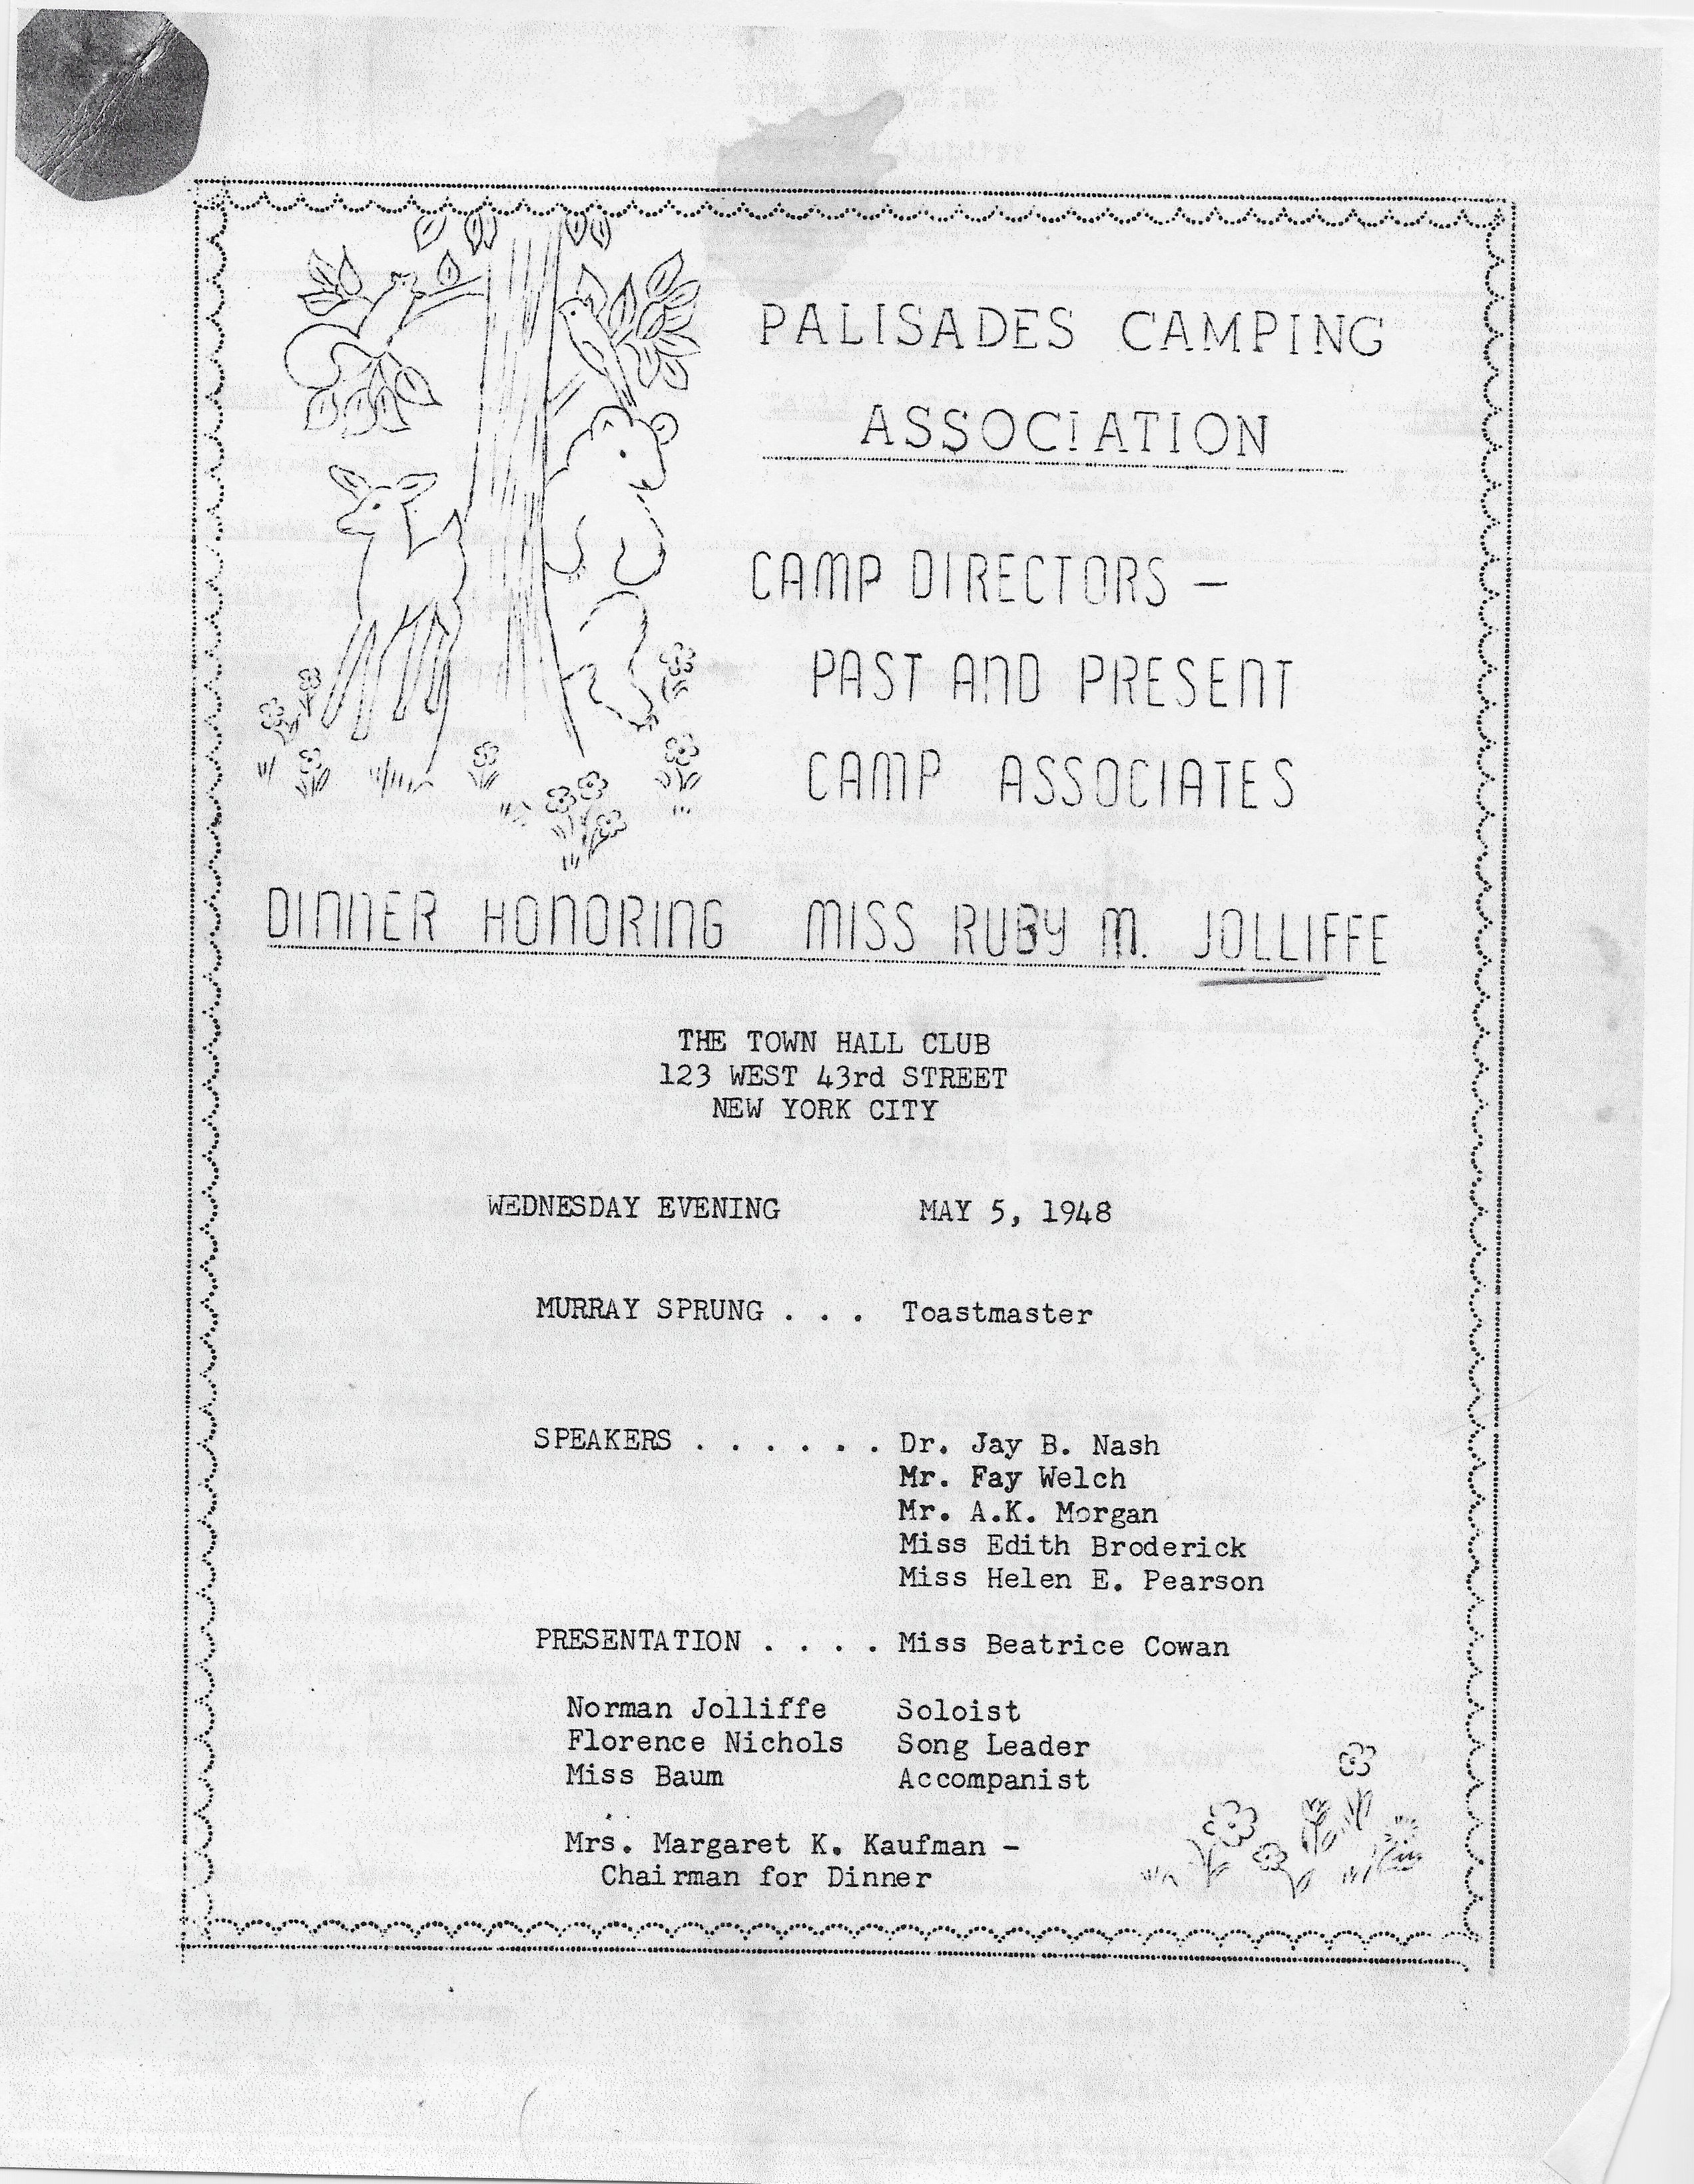 PALISADES CAMPING
ASSOCIATION
CAMP DIRECTORS —
PAST AND PRESENT
CAMP ASSOCIATES
DINNER HONORING MISS RUBY M. JOLLIFFE
THE TOWN HALL CLUB
123 WEST 43rd STREET
NEW YORK CITY
WEDNESDAY EVENING MAY 5, 1948
MURRAY SPRUNG . . . Toastmaster
SPEAKERS . . . . . . Dr. Jay B. Nash
Mr. Fay Welch
Mr. A.K. Morgan
Miss Edith Broderick
Miss Helen E. Pearson
PRESENTATION . . . . Miss Beatrice Cowan
Norman Jolliffe Soloist
Florence Nichols Song Leader
Miss Baum Accompanist
Mrs. Margaret K. Kaufman -
Chairman for Dinner